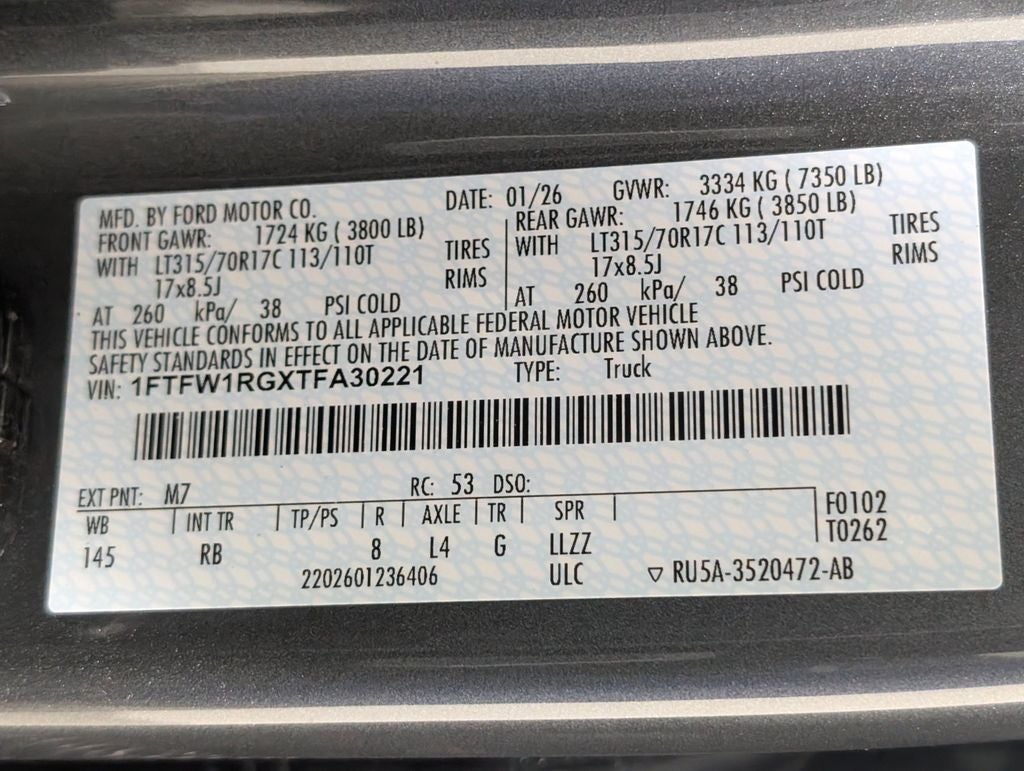 MFD. BY FORD MOTOR CO. DATE: 01/26 GVWR: 3334 KG ( 7350 LB)
FRONT GAWR: 1724 KG ( 3800 LB) REAR GAWR: 1746 KG ( 3850 LB)
WITH LT315/70R17C 113/110T TIRES WITH LT315/70R17C 113/110T TIRES
17x8.5J RIMS 17x8.5J RIMS
AT 260 kPa/ 38 PSI COLD AT 260 kPa/ 38 PSI COLD
THIS VEHICLE CONFORMS TO ALL APPLICABLE FEDERAL MOTOR VEHICLE
SAFETY STANDARDS IN EFFECT ON THE DATE OF MANUFACTURE SHOWN ABOVE.
VIN: 1FTFW1RGXTFA30221 TYPE: Truck
EXT PNT: M7 RC: 53 DSO:
WB INT TR TP/PS R AXLE TR SPR F0102
145 RB 8 L4 G LLZZ T0262
2202601236406 ULC ▽ RU5A-3520472-AB